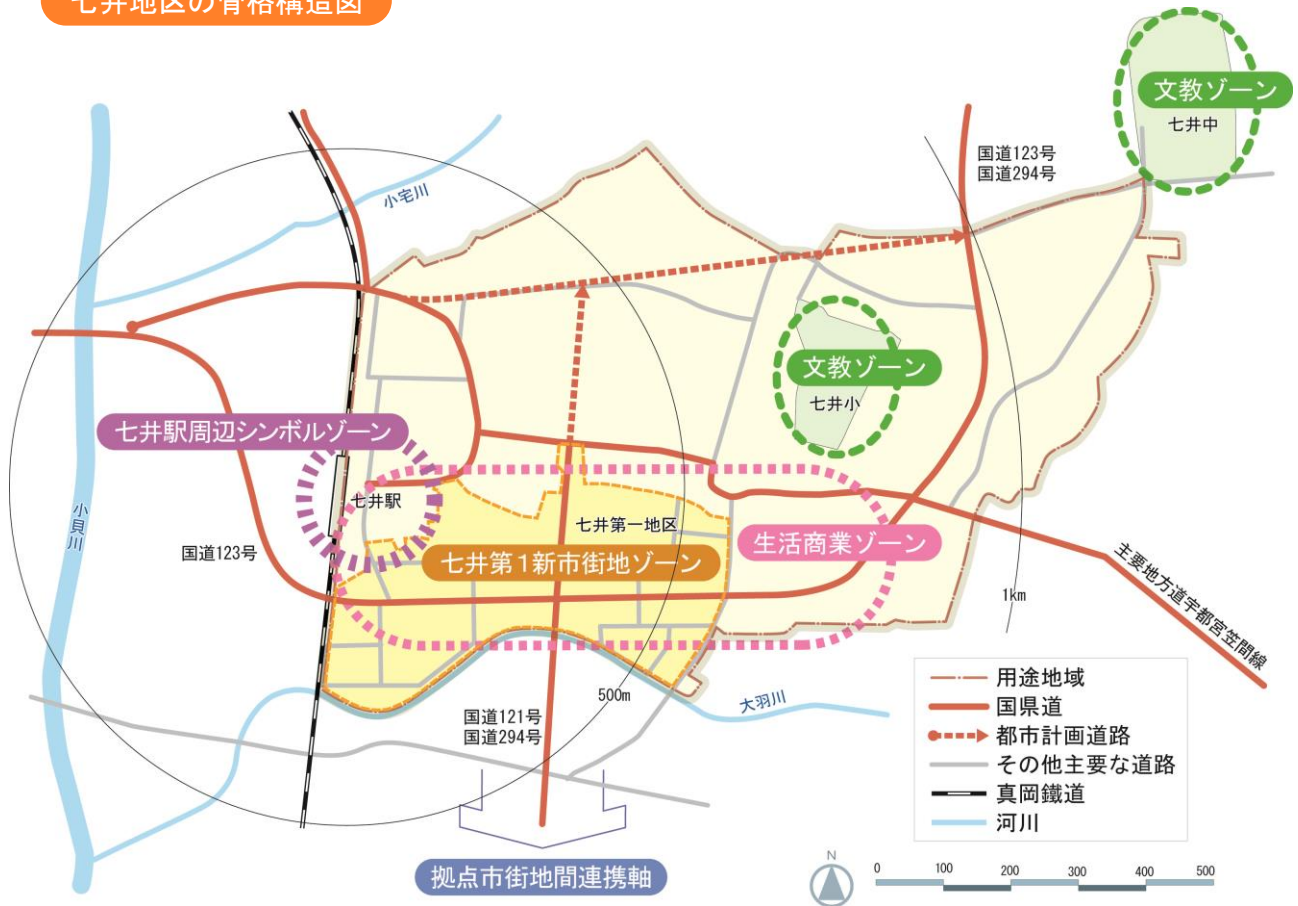 七井地区の骨格構造図
文教ゾーン
七井中
国道123号
国道294号
小宅川
文教ゾーン
七井小
七井駅周辺シンボルゾーン
七井駅
七井第一地区
小貝川
国道123号
七井第1新市街地ゾーン
生活商業ゾーン
1km
主要地方道宇都宮笠間線
500m
大羽川
国道121号
国道294号
拠点市街地間連携軸
用途地域
国県道
都市計画道路
その他主要な道路
真岡鐵道
河川
N
0 100 200 300 400 500